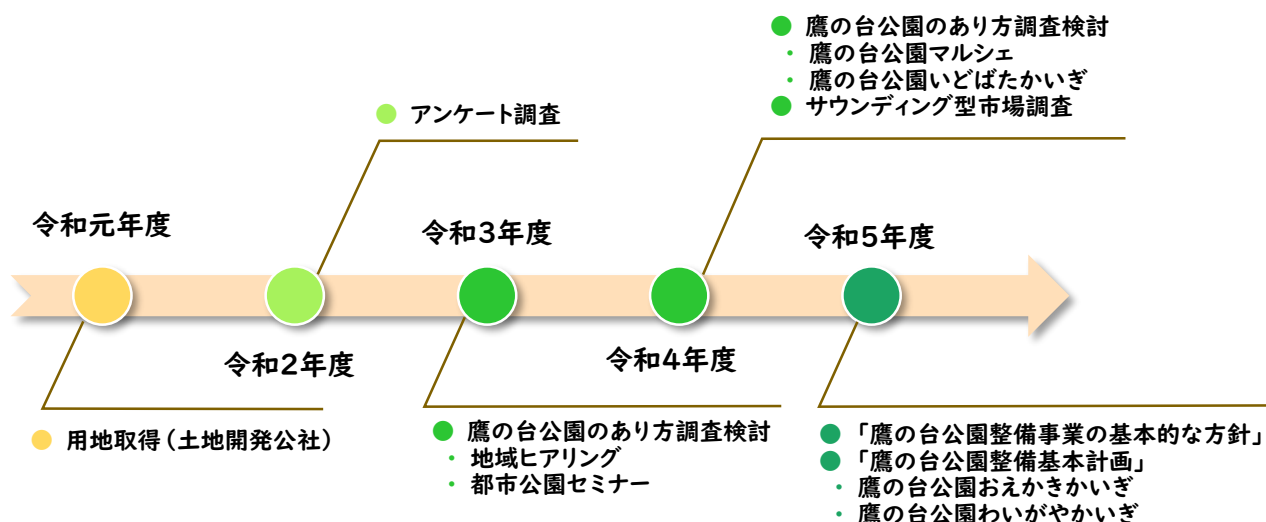 令和元年度
● 用地取得(土地開発公社)
令和2年度
● アンケート調査
令和3年度
● 鷹の台公園のあり方調査検討
・ 地域ヒアリング
・ 都市公園セミナー
令和4年度
● 鷹の台公園のあり方調査検討
・ 鷹の台公園マルシェ
・ 鷹の台公園いどばたかいぎ
● サウンディング型市場調査
令和5年度
● 「鷹の台公園整備事業の基本的な方針」
● 「鷹の台公園整備基本計画」
・ 鷹の台公園おえかきかいぎ
・ 鷹の台公園わいがやかいぎ